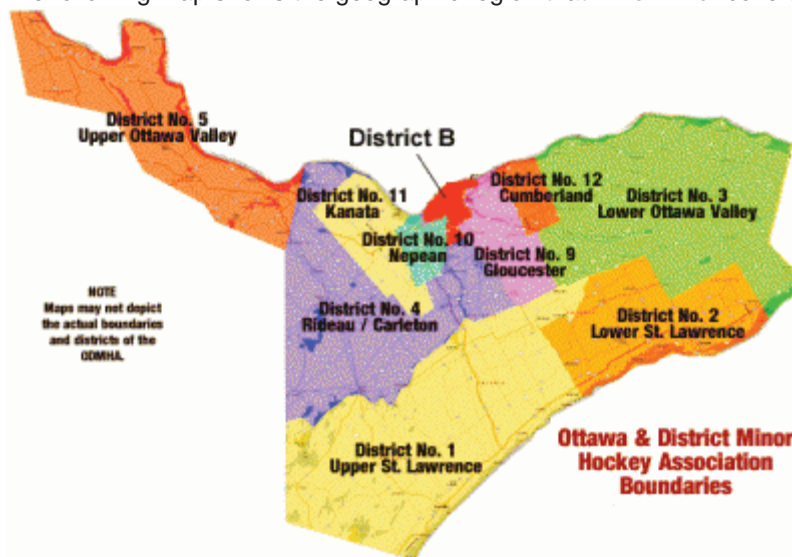 District No. 5
Upper Ottawa Valley
District B
District No. 11
Kanata
District No. 12
Cumberland
District No. 3
Lower Ottawa Valley
District No. 10
Nepean
District No. 9
Gloucester
NOTE
Maps may not depict
the actual boundaries
and districts of the
ODMHA.
District No. 4
Rideau / Carleton
District No. 2
Lower St. Lawrence
District No. 1
Upper St. Lawrence
Ottawa & District Minor
Hockey Association
Boundaries